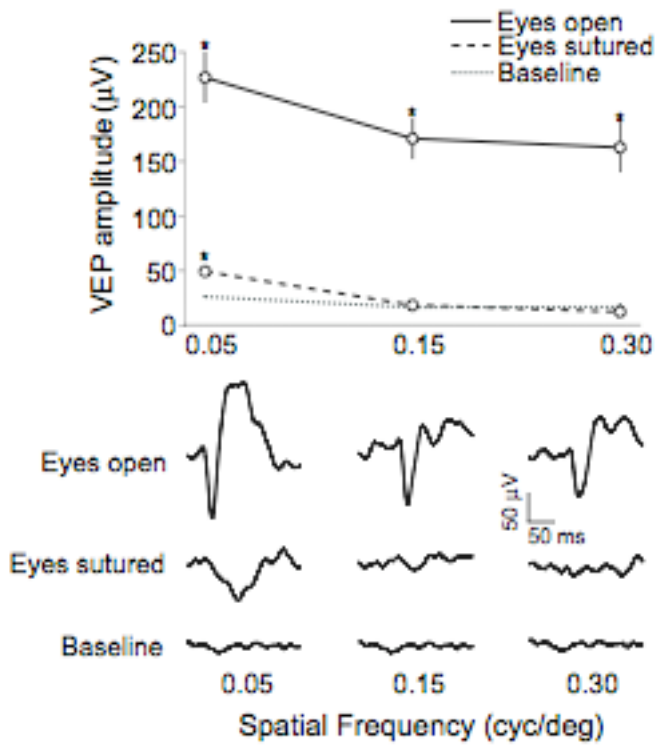 Eyes open
Eyes sutured
Baseline
VEP amplitude (µV)
250
200
150
100
50
0
0.05 0.15 0.30
* * *
*
Eyes open
50 µV
50 ms
Eyes sutured
Baseline
0.05 0.15 0.30
Spatial Frequency (cyc/deg)